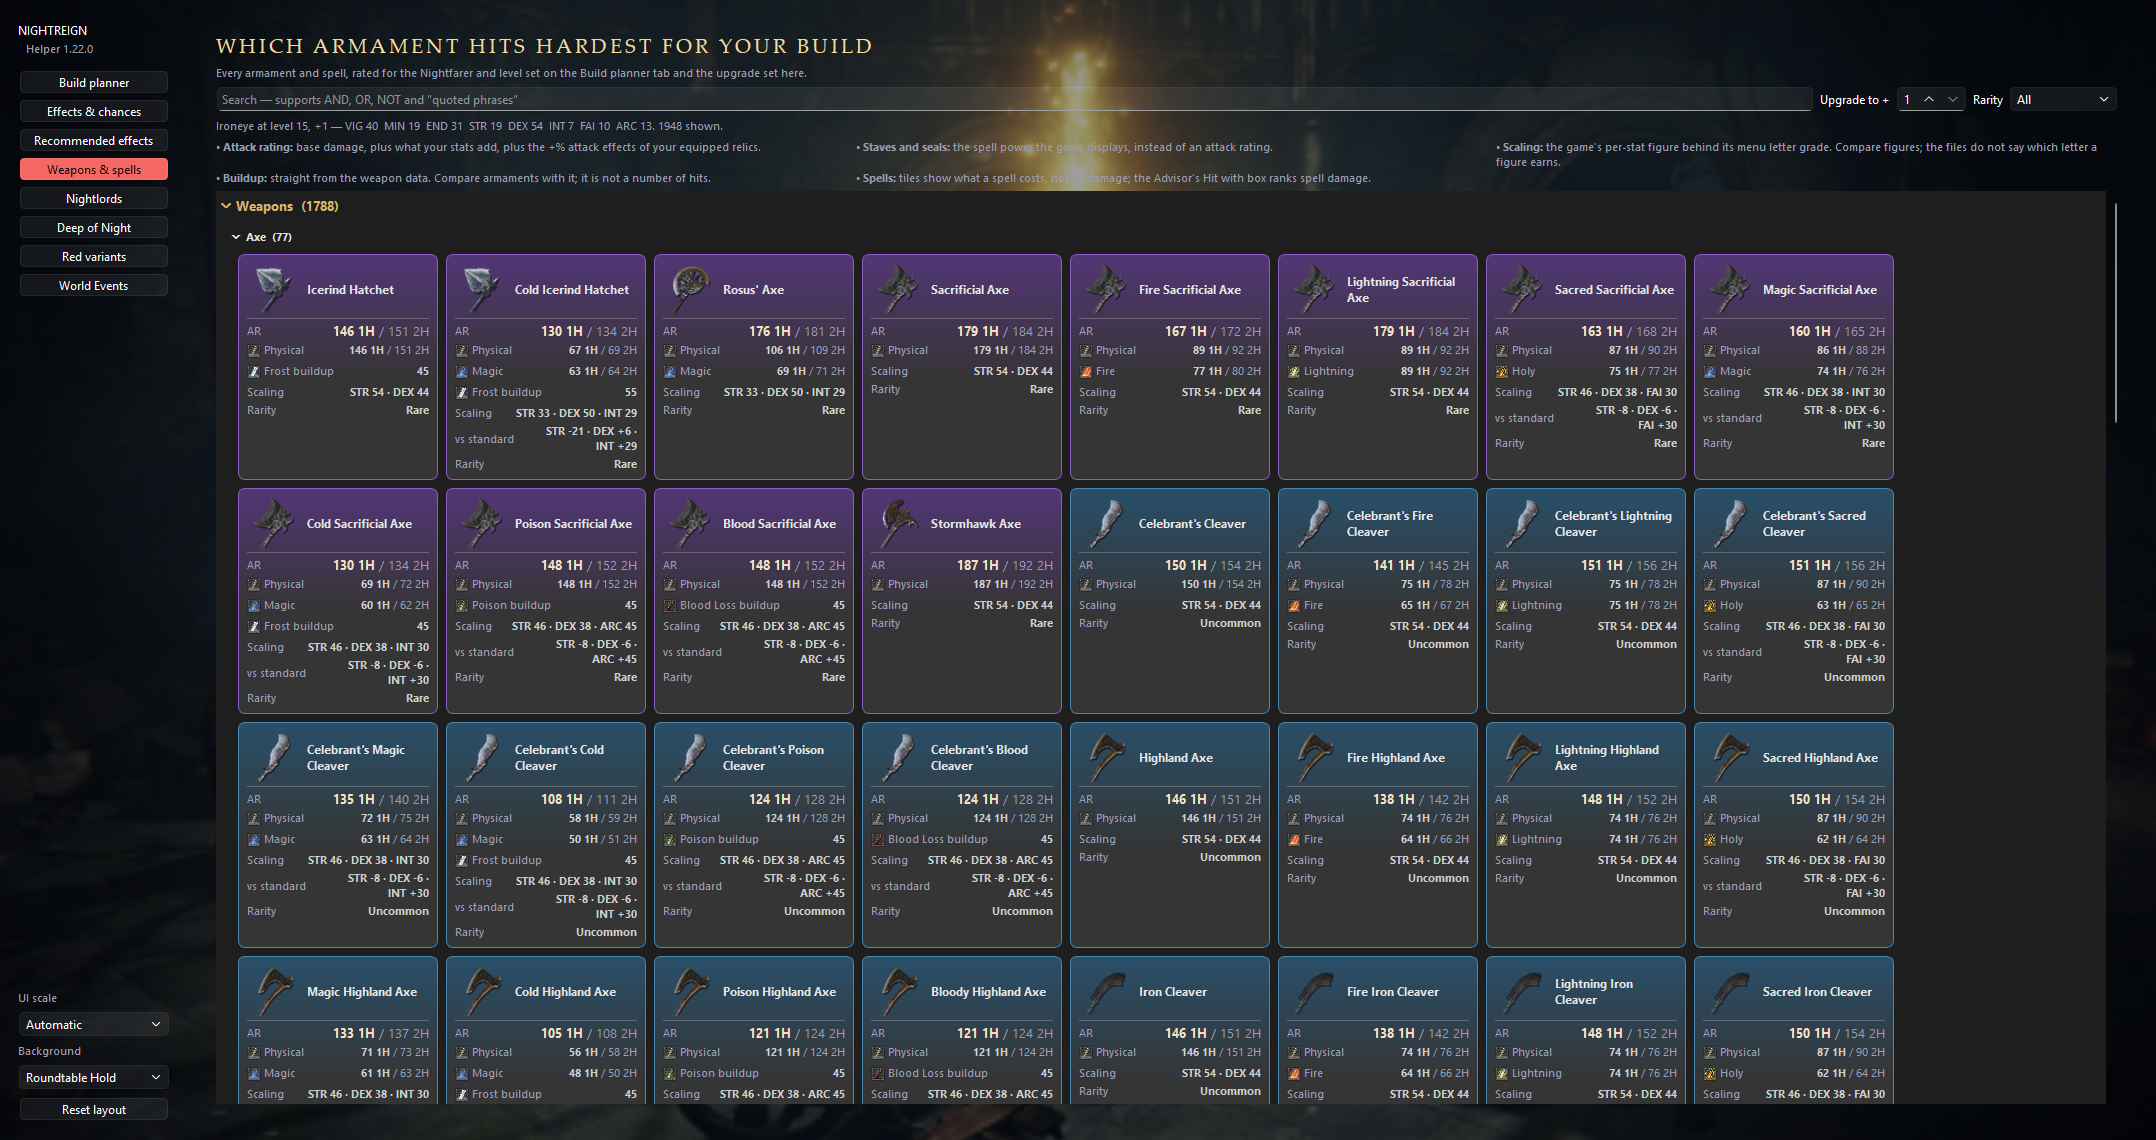 NIGHTREIGN
Helper 1.22.0
Build planner
Effects & chances
Recommended effects
Weapons & spells
Nightlords
Deep of Night
Red variants
World Events
UI scale
Automatic
Background
Roundtable Hold
Reset layout
WHICH ARMAMENT HITS HARDEST FOR YOUR BUILD
Every armament and spell, rated for the Nightfarer and level set on the Build planner tab and the upgrade set here.
Search — supports AND, OR, NOT and "quoted phrases"
Upgrade to + 1 Rarity All
Ironeye at level 15, +1 — VIG 40 MIN 19 END 31 STR 19 DEX 54 INT 7 FAI 10 ARC 13. 1948 shown.
• Attack rating: base damage, plus what your stats add, plus the +% attack effects of your equipped relics.
• Staves and seals: the spell power the game displays, instead of an attack rating.
• Scaling: the game's per-stat figure behind its menu letter grade. Compare figures; the files do not say which letter a
figure earns.
• Buildup: straight from the weapon data. Compare armaments with it; it is not a number of hits.
• Spells: tiles show what a spell costs, not damage; the Advisor's Hit with box ranks spell damage.
Weapons (1788)
Axe (77)
Icerind Hatchet
AR 146 1H / 151 2H
Physical 146 1H / 151 2H
Frost buildup 45
Scaling STR 54 · DEX 44
Rarity Rare
Cold Icerind Hatchet
AR 130 1H / 134 2H
Physical 67 1H / 69 2H
Magic 63 1H / 64 2H
Frost buildup 55
Scaling STR 33 · DEX 50 · INT 29
vs standard STR -21 · DEX +6 ·
INT +29
Rarity Rare
Rosus' Axe
AR 176 1H / 181 2H
Physical 106 1H / 109 2H
Magic 69 1H / 71 2H
Scaling STR 33 · DEX 50 · INT 29
Rarity Rare
Sacrificial Axe
AR 179 1H / 184 2H
Physical 179 1H / 184 2H
Scaling STR 54 · DEX 44
Rarity Rare
Fire Sacrificial Axe
AR 167 1H / 172 2H
Physical 89 1H / 92 2H
Fire 77 1H / 80 2H
Scaling STR 54 · DEX 44
Rarity Rare
Lightning Sacrificial
Axe
AR 179 1H / 184 2H
Physical 89 1H / 92 2H
Lightning 89 1H / 92 2H
Scaling STR 54 · DEX 44
Rarity Rare
Sacred Sacrificial Axe
AR 163 1H / 168 2H
Physical 87 1H / 90 2H
Holy 75 1H / 77 2H
Scaling STR 46 · DEX 38 · FAI 30
vs standard STR -8 · DEX -6 ·
FAI +30
Rarity Rare
Magic Sacrificial Axe
AR 160 1H / 165 2H
Physical 86 1H / 88 2H
Magic 74 1H / 76 2H
Scaling STR 46 · DEX 38 · INT 30
vs standard STR -8 · DEX -6 ·
INT +30
Rarity Rare
Cold Sacrificial Axe
AR 130 1H / 134 2H
Physical 69 1H / 72 2H
Magic 60 1H / 62 2H
Frost buildup 45
Scaling STR 46 · DEX 38 · INT 30
vs standard STR -8 · DEX -6 ·
INT +30
Rarity Rare
Poison Sacrificial Axe
AR 148 1H / 152 2H
Physical 148 1H / 152 2H
Poison buildup 45
Scaling STR 46 · DEX 38 · ARC 45
vs standard STR -8 · DEX -6 ·
ARC +45
Rarity Rare
Blood Sacrificial Axe
AR 148 1H / 152 2H
Physical 148 1H / 152 2H
Blood Loss buildup 45
Scaling STR 46 · DEX 38 · ARC 45
vs standard STR -8 · DEX -6 ·
ARC +45
Rarity Rare
Stormhawk Axe
AR 187 1H / 192 2H
Physical 187 1H / 192 2H
Scaling STR 54 · DEX 44
Rarity Rare
Celebrant's Cleaver
AR 150 1H / 154 2H
Physical 150 1H / 154 2H
Scaling STR 54 · DEX 44
Rarity Uncommon
Celebrant's Fire
Cleaver
AR 141 1H / 145 2H
Physical 75 1H / 78 2H
Fire 65 1H / 67 2H
Scaling STR 54 · DEX 44
Rarity Uncommon
Celebrant's Lightning
Cleaver
AR 151 1H / 156 2H
Physical 75 1H / 78 2H
Lightning 75 1H / 78 2H
Scaling STR 54 · DEX 44
Rarity Uncommon
Celebrant's Sacred
Cleaver
AR 151 1H / 156 2H
Physical 87 1H / 90 2H
Holy 63 1H / 65 2H
Scaling STR 46 · DEX 38 · FAI 30
vs standard STR -8 · DEX -6 ·
FAI +30
Rarity Uncommon
Celebrant's Magic
Cleaver
AR 135 1H / 140 2H
Physical 72 1H / 75 2H
Magic 63 1H / 64 2H
Scaling STR 46 · DEX 38 · INT 30
vs standard STR -8 · DEX -6 ·
INT +30
Rarity Uncommon
Celebrant's Cold
Cleaver
AR 108 1H / 111 2H
Physical 58 1H / 59 2H
Magic 50 1H / 51 2H
Frost buildup 45
Scaling STR 46 · DEX 38 · INT 30
vs standard STR -8 · DEX -6 ·
INT +30
Rarity Uncommon
Celebrant's Poison
Cleaver
AR 124 1H / 128 2H
Physical 124 1H / 128 2H
Poison buildup 45
Scaling STR 46 · DEX 38 · ARC 45
vs standard STR -8 · DEX -6 ·
ARC +45
Rarity Uncommon
Celebrant's Blood
Cleaver
AR 124 1H / 128 2H
Physical 124 1H / 128 2H
Blood Loss buildup 45
Scaling STR 46 · DEX 38 · ARC 45
vs standard STR -8 · DEX -6 ·
ARC +45
Rarity Uncommon
Highland Axe
AR 146 1H / 151 2H
Physical 146 1H / 151 2H
Scaling STR 54 · DEX 44
Rarity Uncommon
Fire Highland Axe
AR 138 1H / 142 2H
Physical 74 1H / 76 2H
Fire 64 1H / 66 2H
Scaling STR 54 · DEX 44
Rarity Uncommon
Lightning Highland
Axe
AR 148 1H / 152 2H
Physical 74 1H / 76 2H
Lightning 74 1H / 76 2H
Scaling STR 54 · DEX 44
Rarity Uncommon
Sacred Highland Axe
AR 150 1H / 154 2H
Physical 87 1H / 90 2H
Holy 62 1H / 64 2H
Scaling STR 46 · DEX 38 · FAI 30
vs standard STR -8 · DEX -6 ·
FAI +30
Rarity Uncommon
Magic Highland Axe
AR 133 1H / 137 2H
Physical 71 1H / 73 2H
Magic 61 1H / 63 2H
Scaling STR 46 · DEX 38 · INT 30
Cold Highland Axe
AR 105 1H / 108 2H
Physical 56 1H / 58 2H
Magic 48 1H / 50 2H
Frost buildup 45
Poison Highland Axe
AR 121 1H / 124 2H
Physical 121 1H / 124 2H
Poison buildup 45
Scaling STR 46 · DEX 38 · ARC 45
Bloody Highland Axe
AR 121 1H / 124 2H
Physical 121 1H / 124 2H
Blood Loss buildup 45
Scaling STR 46 · DEX 38 · ARC 45
Iron Cleaver
AR 146 1H / 151 2H
Physical 146 1H / 151 2H
Scaling STR 54 · DEX 44
Rarity Uncommon
Fire Iron Cleaver
AR 138 1H / 142 2H
Physical 74 1H / 76 2H
Fire 64 1H / 66 2H
Scaling STR 54 · DEX 44
Lightning Iron
Cleaver
AR 148 1H / 152 2H
Physical 74 1H / 76 2H
Lightning 74 1H / 76 2H
Scaling STR 54 · DEX 44
Sacred Iron Cleaver
AR 150 1H / 154 2H
Physical 87 1H / 90 2H
Holy 62 1H / 64 2H
Scaling STR 46 · DEX 38 · FAI 30